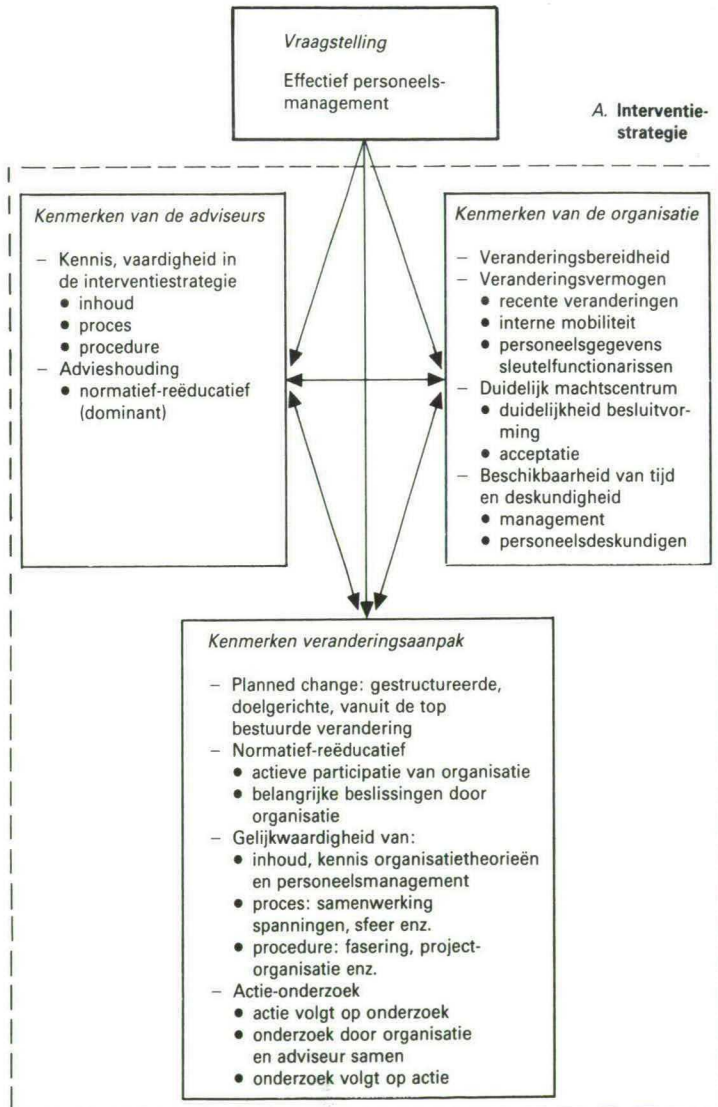 Vraagstelling
Effectief personeels-
management
A. Interventie-
strategie
Kenmerken van de adviseurs
– Kennis, vaardigheid in
de interventiestrategie
● inhoud
● proces
● procedure
– Advieshouding
● normatief-reëducatief
(dominant)
Kenmerken van de organisatie
– Veranderingsbereidheid
– Veranderingsvermogen
● recente veranderingen
● interne mobiliteit
● personeelsgegevens
sleutelfunctionarissen
– Duidelijk machtscentrum
● duidelijkheid besluitvor-
ming
● acceptatie
– Beschikbaarheid van tijd
en deskundigheid
● management
● personeelsdeskundigen
Kenmerken veranderingsaanpak
– Planned change: gestructureerde,
doelgerichte, vanuit de top
bestuurde verandering
– Normatief-reëducatief
● actieve participatie van organisatie
● belangrijke beslissingen door
organisatie
– Gelijkwaardigheid van:
● inhoud, kennis organisatietheorieën
en personeelsmanagement
● proces: samenwerking
spanningen, sfeer enz.
● procedure: fasering, project-
organisatie enz.
– Actie-onderzoek
● actie volgt op onderzoek
● onderzoek door organisatie
en adviseur samen
● onderzoek volgt op actie